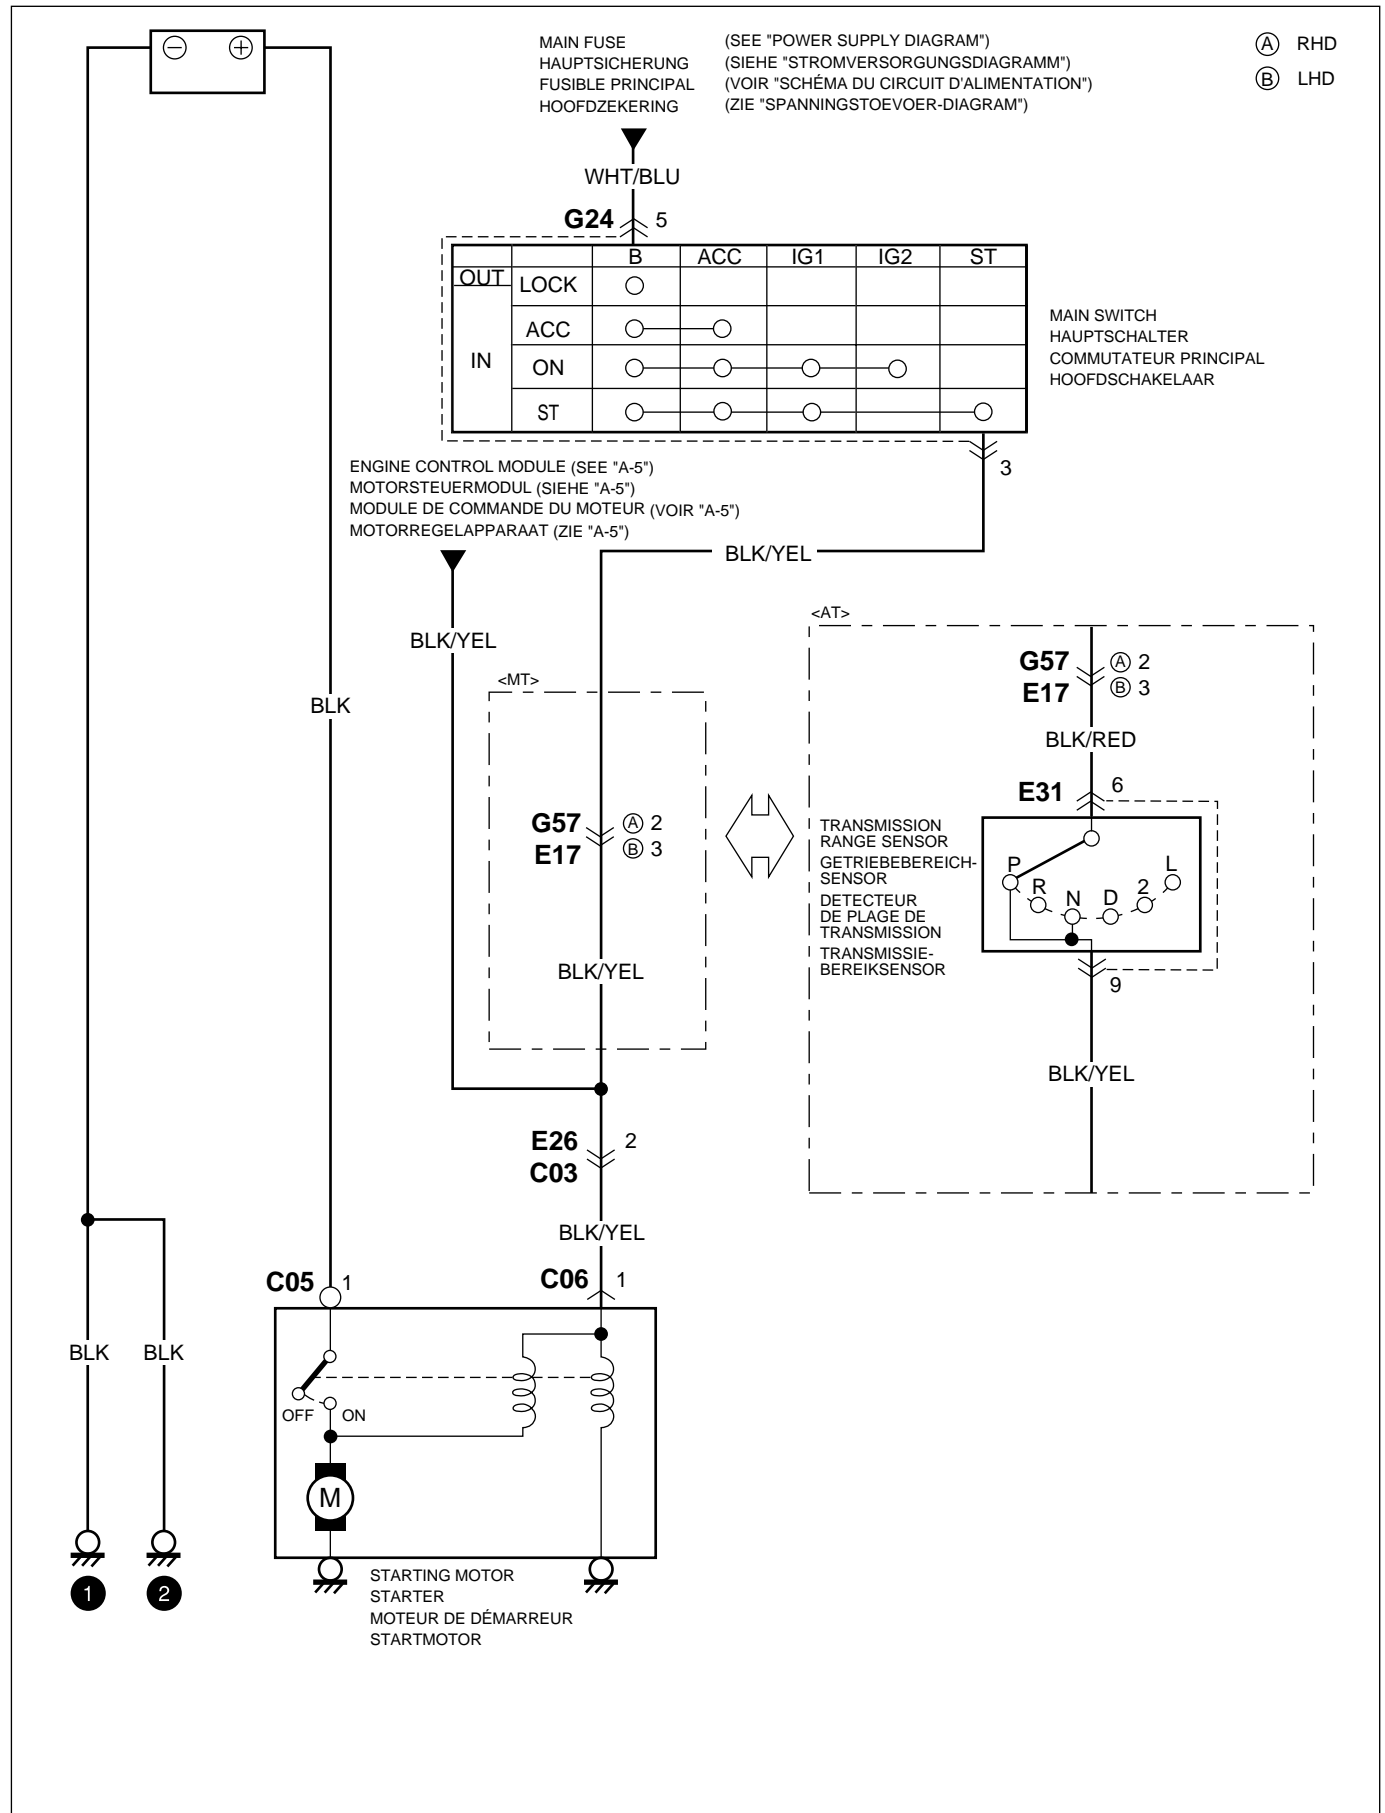 MAIN FUSE (SEE "POWER SUPPLY DIAGRAM")
HAUPTSICHERUNG (SIEHE "STROMVERSORGUNGSDIAGRAMM")
FUSIBLE PRINCIPAL (VOIR "SCHÉMA DU CIRCUIT D'ALIMENTATION")
HOOFDZEKERING (ZIE "SPANNINGSTOEVOER-DIAGRAM")
A RHD
B LHD
WHT/BLU
G24 5
B ACC IG1 IG2 ST
OUT LOCK
ACC
IN ON
ST
MAIN SWITCH
HAUPTSCHALTER
COMMUTATEUR PRINCIPAL
HOOFDSCHAKELAAR
3
ENGINE CONTROL MODULE (SEE "A-5")
MOTORSTEUERMODUL (SIEHE "A-5")
MODULE DE COMMANDE DU MOTEUR (VOIR "A-5")
MOTORREGELAPPARAAT (ZIE "A-5")
BLK/YEL
BLK/YEL
BLK
<MT>
G57 A 2
E17 B 3
BLK/YEL
<AT>
G57 A 2
E17 B 3
BLK/RED
E31 6
TRANSMISSION
RANGE SENSOR
GETRIEBEBEREICH-
SENSOR
DETECTEUR
DE PLAGE DE
TRANSMISSION
TRANSMISSIE-
BEREIKSENSOR
P R N D 2 L
9
BLK/YEL
E26 2
C03
BLK/YEL
C05 1
C06 1
BLK BLK
OFF ON
M
1 2
STARTING MOTOR
STARTER
MOTEUR DE DÉMARREUR
STARTMOTOR